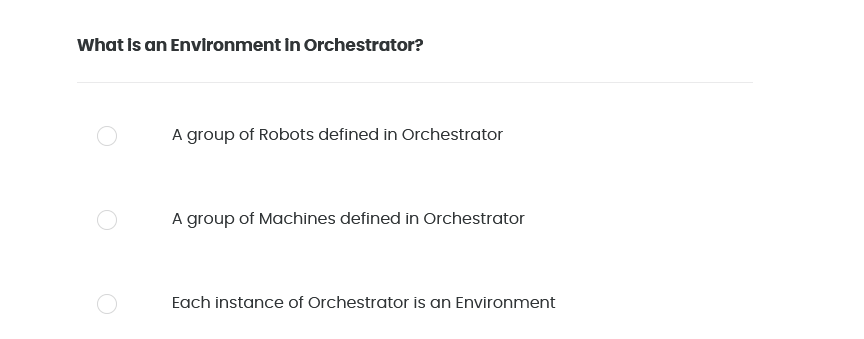 What is an Environment in Orchestrator?
A group of Robots defined in Orchestrator
A group of Machines defined in Orchestrator
Each instance of Orchestrator is an Environment